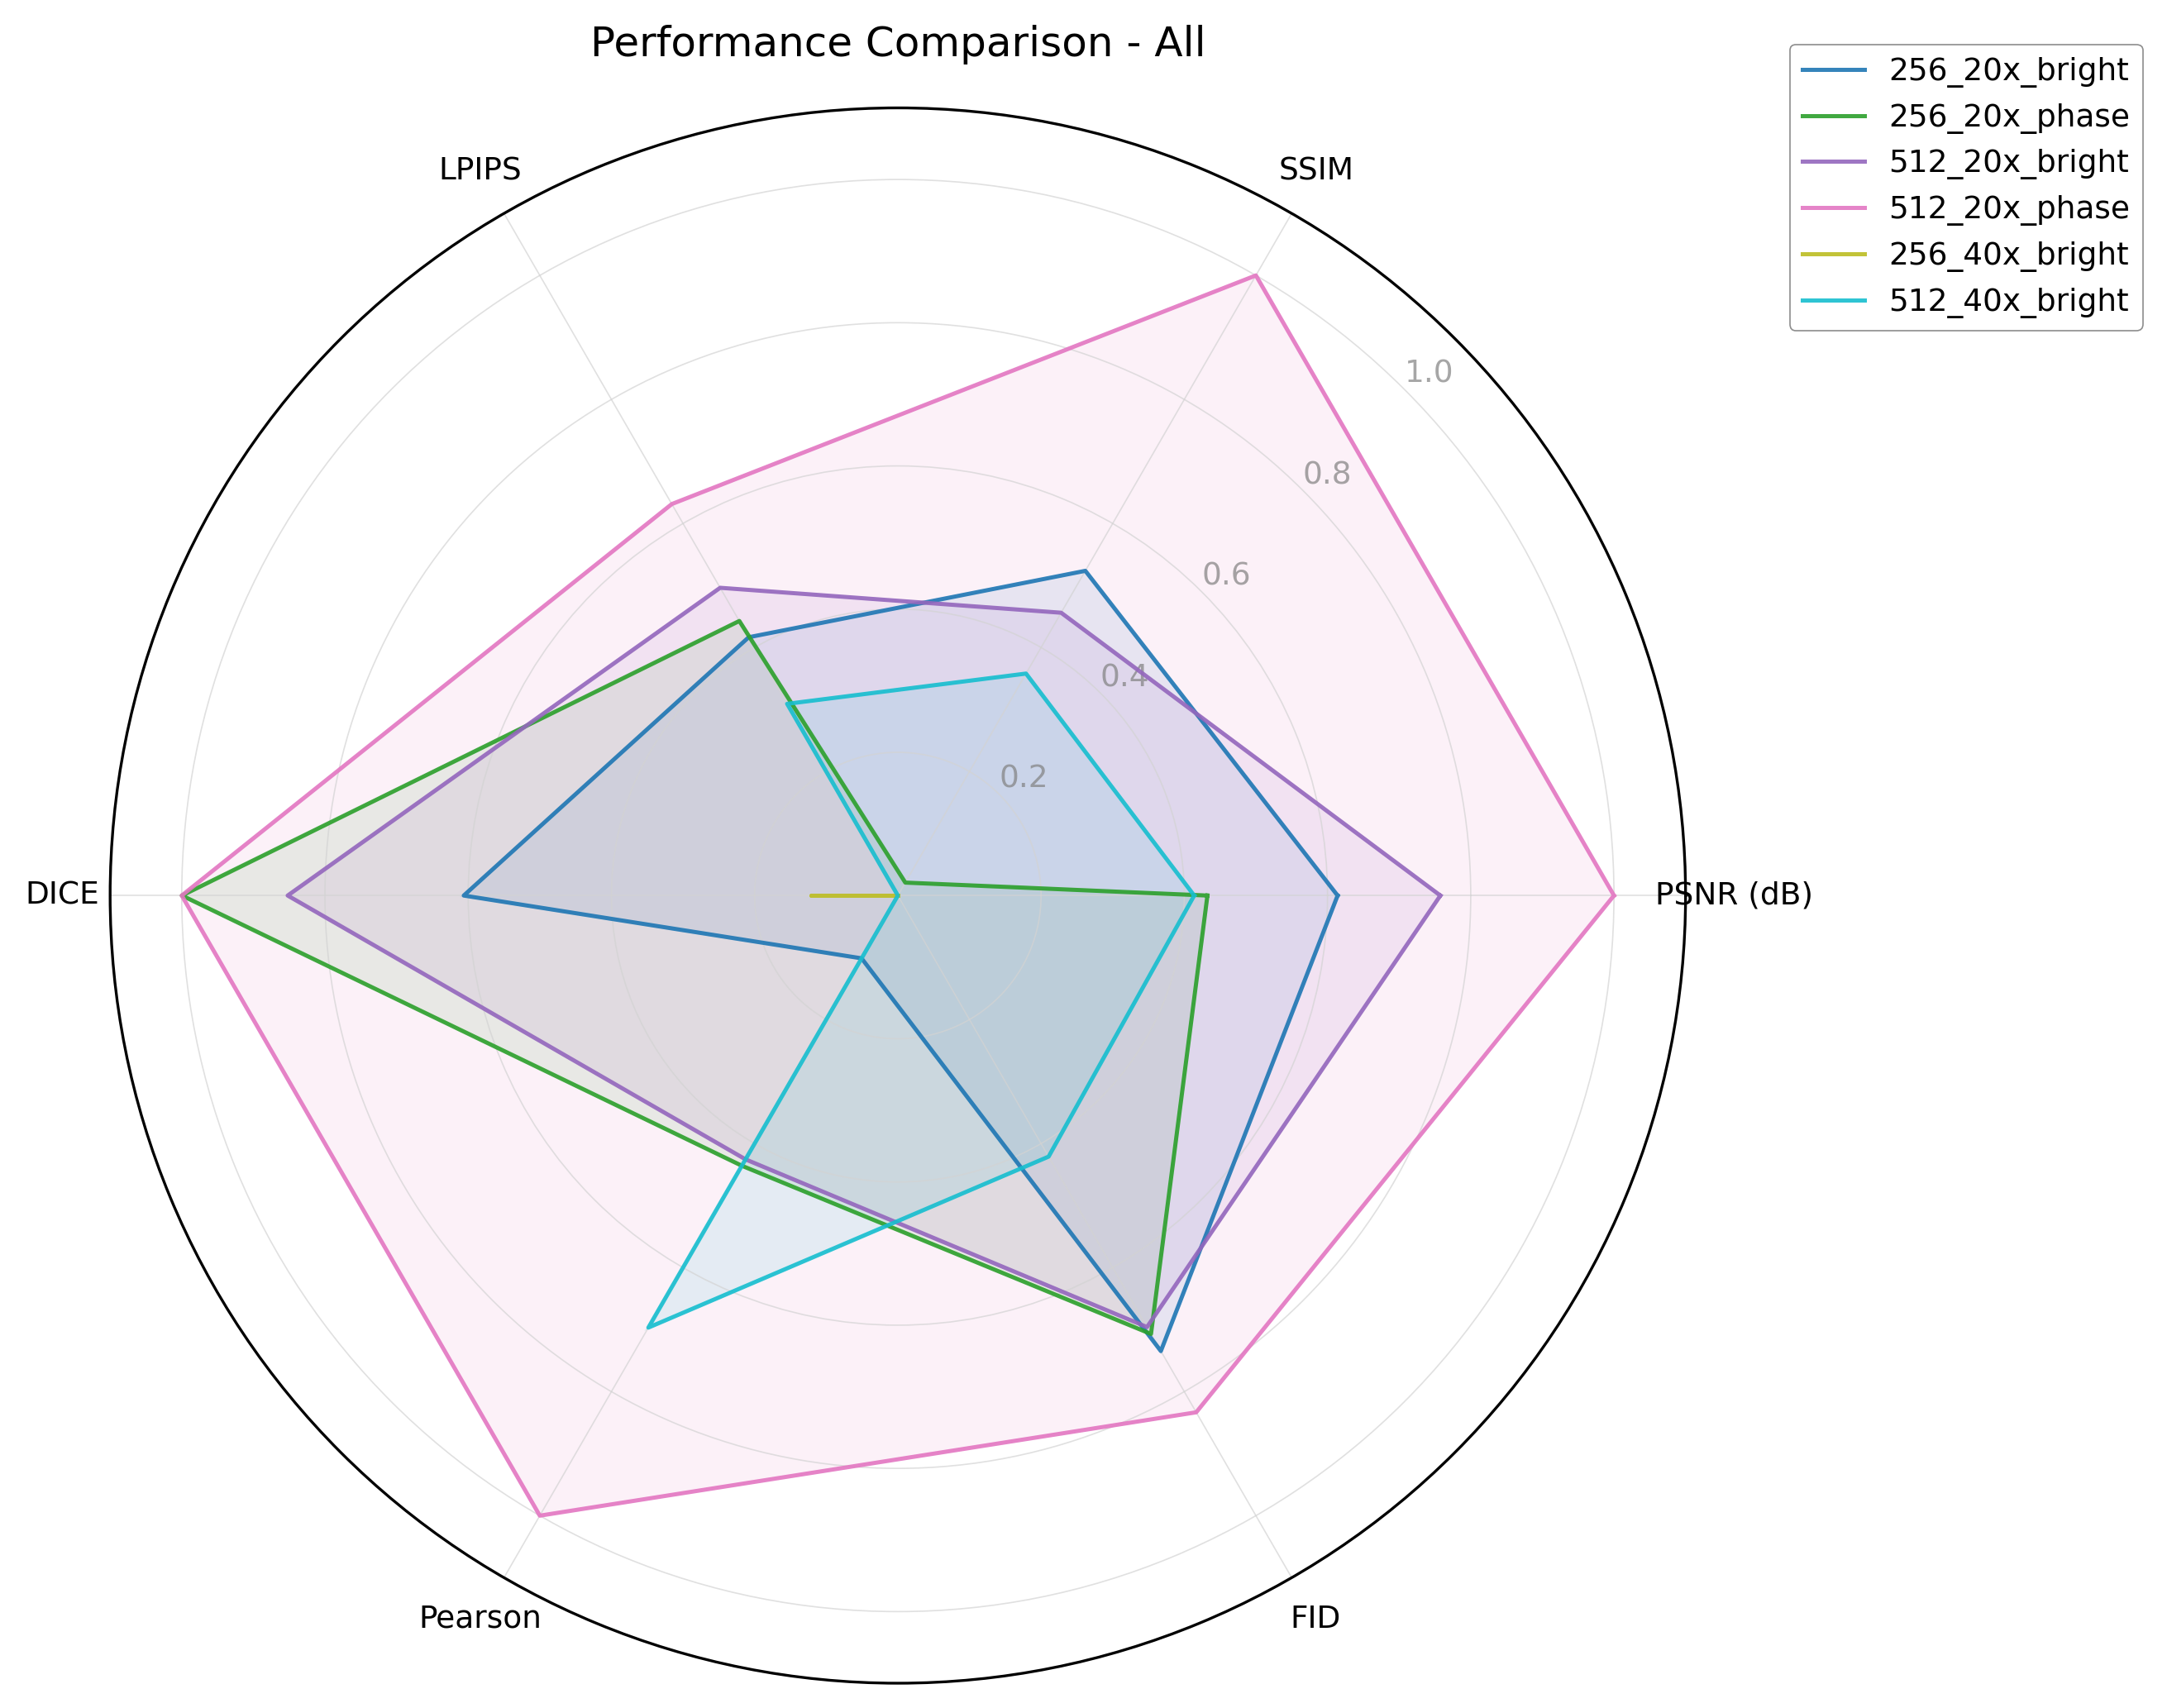 Performance Comparison - All
256_20x_bright
256_20x_phase
512_20x_bright
512_20x_phase
256_40x_bright
512_40x_bright
LPIPS
SSIM
1.0
0.8
0.6
0.4
0.2
DICE
PSNR (dB)
Pearson
FID